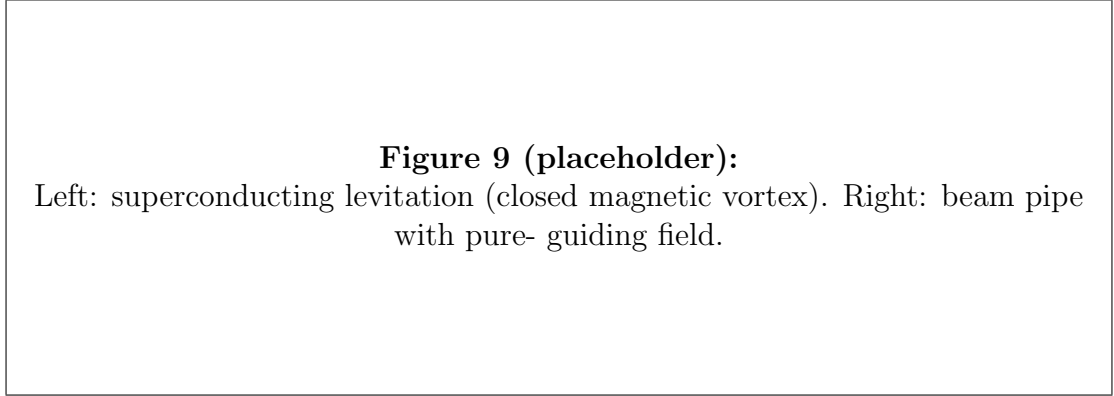 Figure 9 (placeholder):
Left: superconducting levitation (closed magnetic vortex). Right: beam pipe
with pure- guiding field.